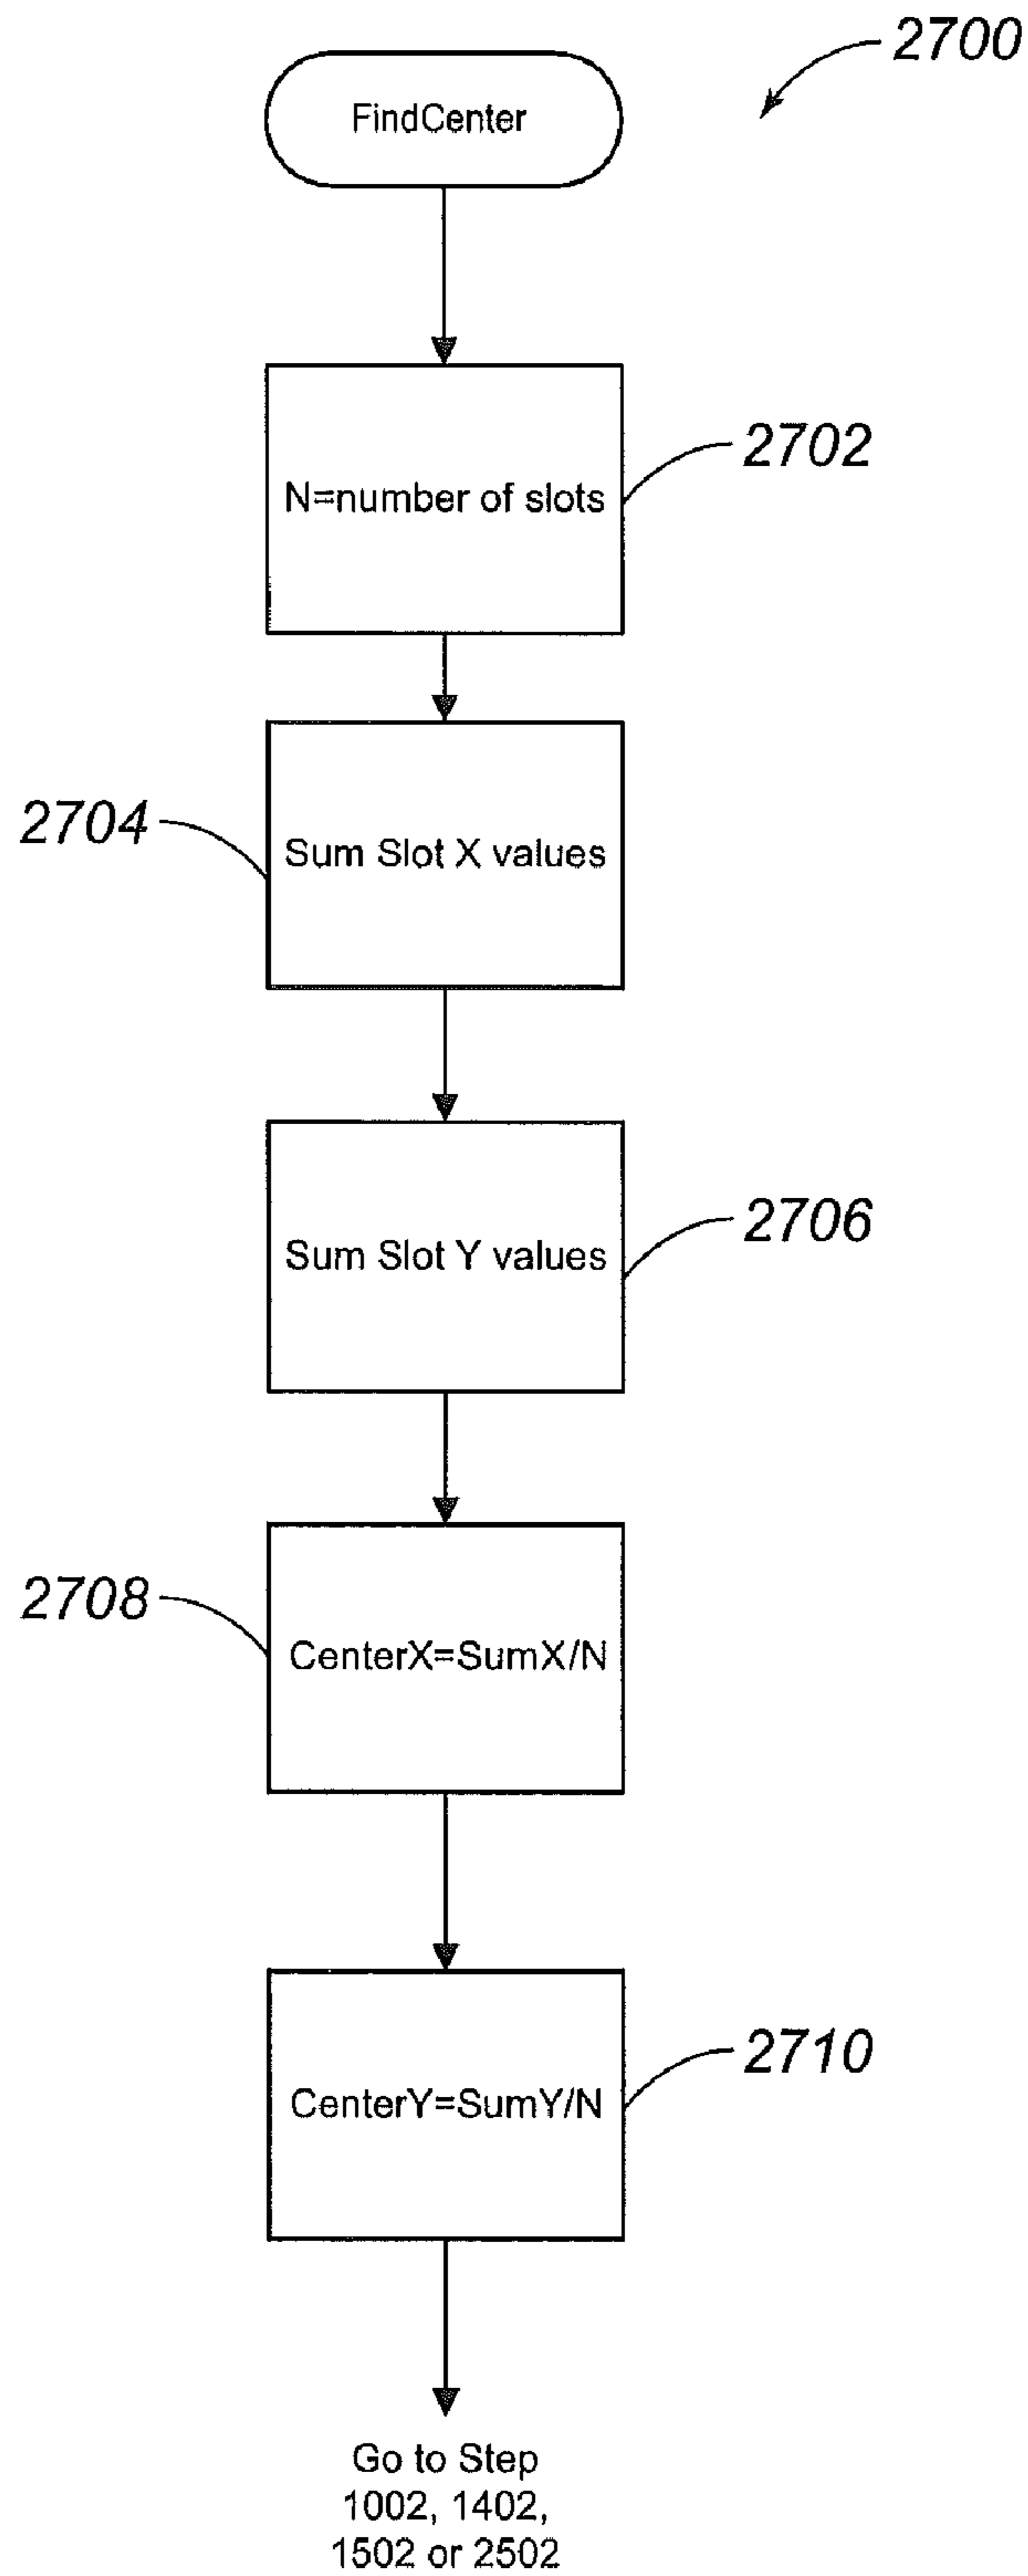 2700
FindCenter
2702
N=number of slots
2704
Sum Slot X values
2706
Sum Slot Y values
2708
CenterX=SumX/N
2710
CenterY=SumY/N
Go to Step
1002, 1402,
1502 or 2502